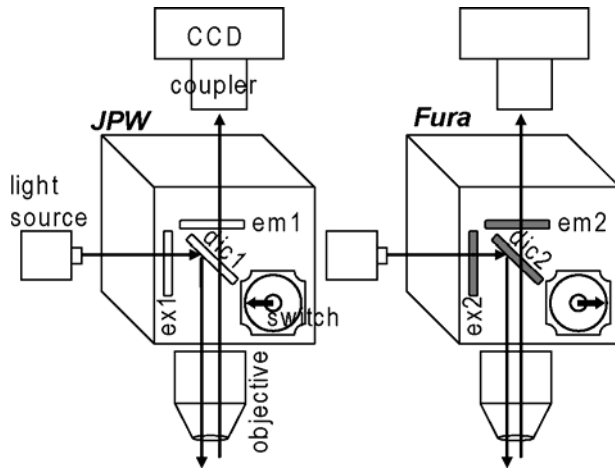 CCD
coupler
JPW
light
source
em1
dic1
ex1
switch
objective
Fura
em2
dic2
ex2